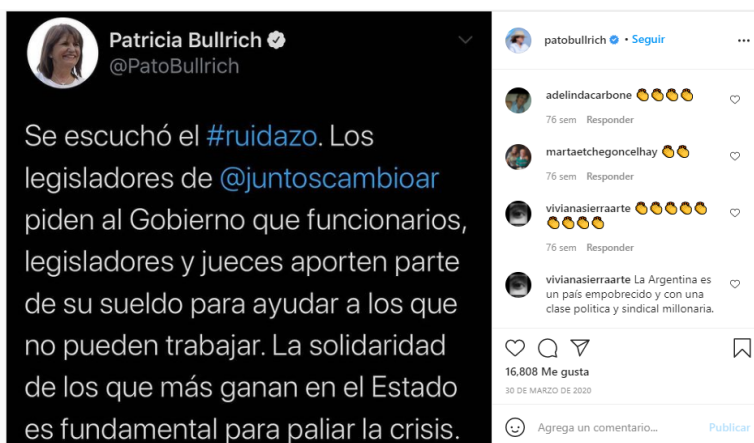 Patricia Bullrich
@PatoBullrich
Se escuchó el #ruidazo. Los
legisladores de @juntoscambioar
piden al Gobierno que funcionarios,
legisladores y jueces aporten parte
de su sueldo para ayudar a los que
no pueden trabajar. La solidaridad
de los que más ganan en el Estado
es fundamental para paliar la crisis.
patobullrich • Seguir
adelindacarbone 👏👏👏👏
76 sem Responder
martaetchegoncelhay 👏👏
76 sem Responder
vivianasierraarte 👏👏👏👏👏
👏👏👏👏
76 sem Responder
vivianasierraarte La Argentina es
un país empobrecido y con una
clase politica y sindical millonaria.
16,808 Me gusta
30 DE MARZO DE 2020
Agrega un comentario... Publicar